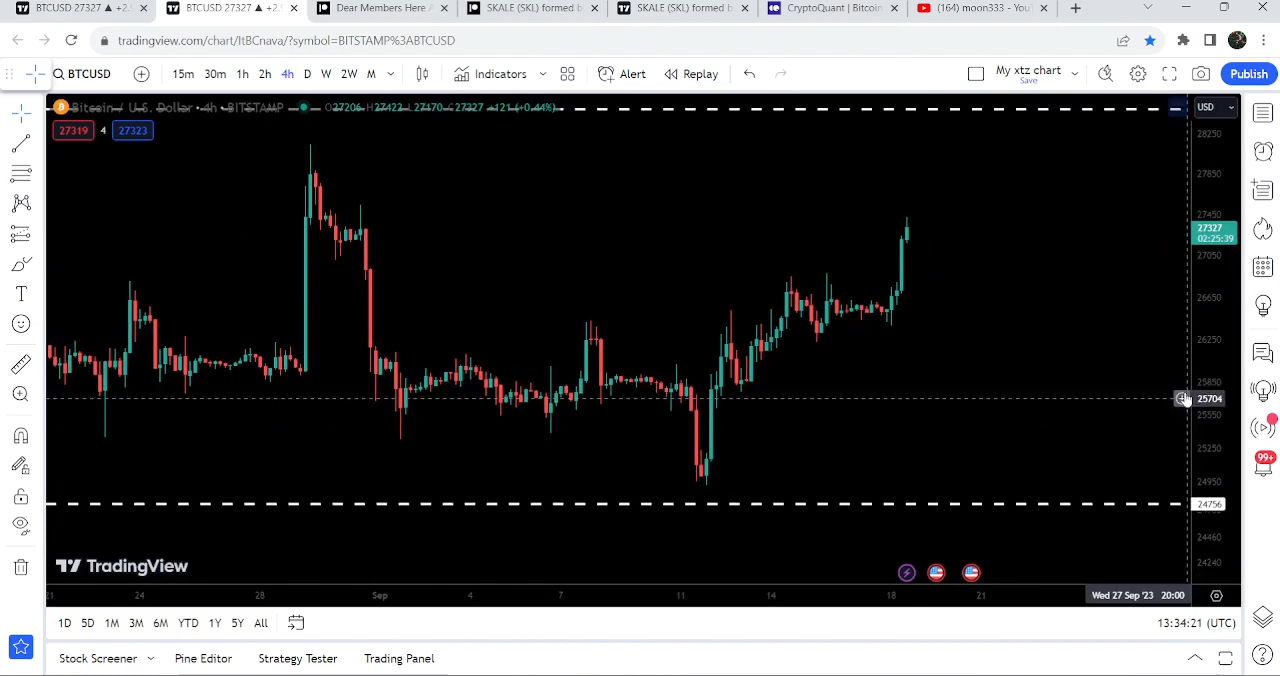 BTCUSD 27327 ▲ +2.
BTCUSD 27327 ▲ +2.
Dear Members Here A
SKALE (SKL) formed b
SKALE (SKL) formed b
CryptoQuant | Bitcoin
(164) moon333 - You
tradingview.com/chart/ItBCnava/?symbol=BITSTAMP%3ABTCUSD
BTCUSD 15m 30m 1h 2h 4h D W 2W M Indicators Alert Replay My xtz chart Save Publish
Bitcoin / U.S. Dollar · 4h · BITSTAMP O27206 H27422 L27170 C27327 +121 (+0.44%)
USD
27319 4 27323
28250
27850
27450
27327
02:25:39
27050
26650
26250
25850
25704
25550
25250
99+
24950
24756
24460
24240
TradingView
21 24 28 Sep 4 7 11 14 18 21 Wed 27 Sep '23 20:00
1D 5D 1M 3M 6M YTD 1Y 5Y All 13:34:21 (UTC)
Stock Screener Pine Editor Strategy Tester Trading Panel